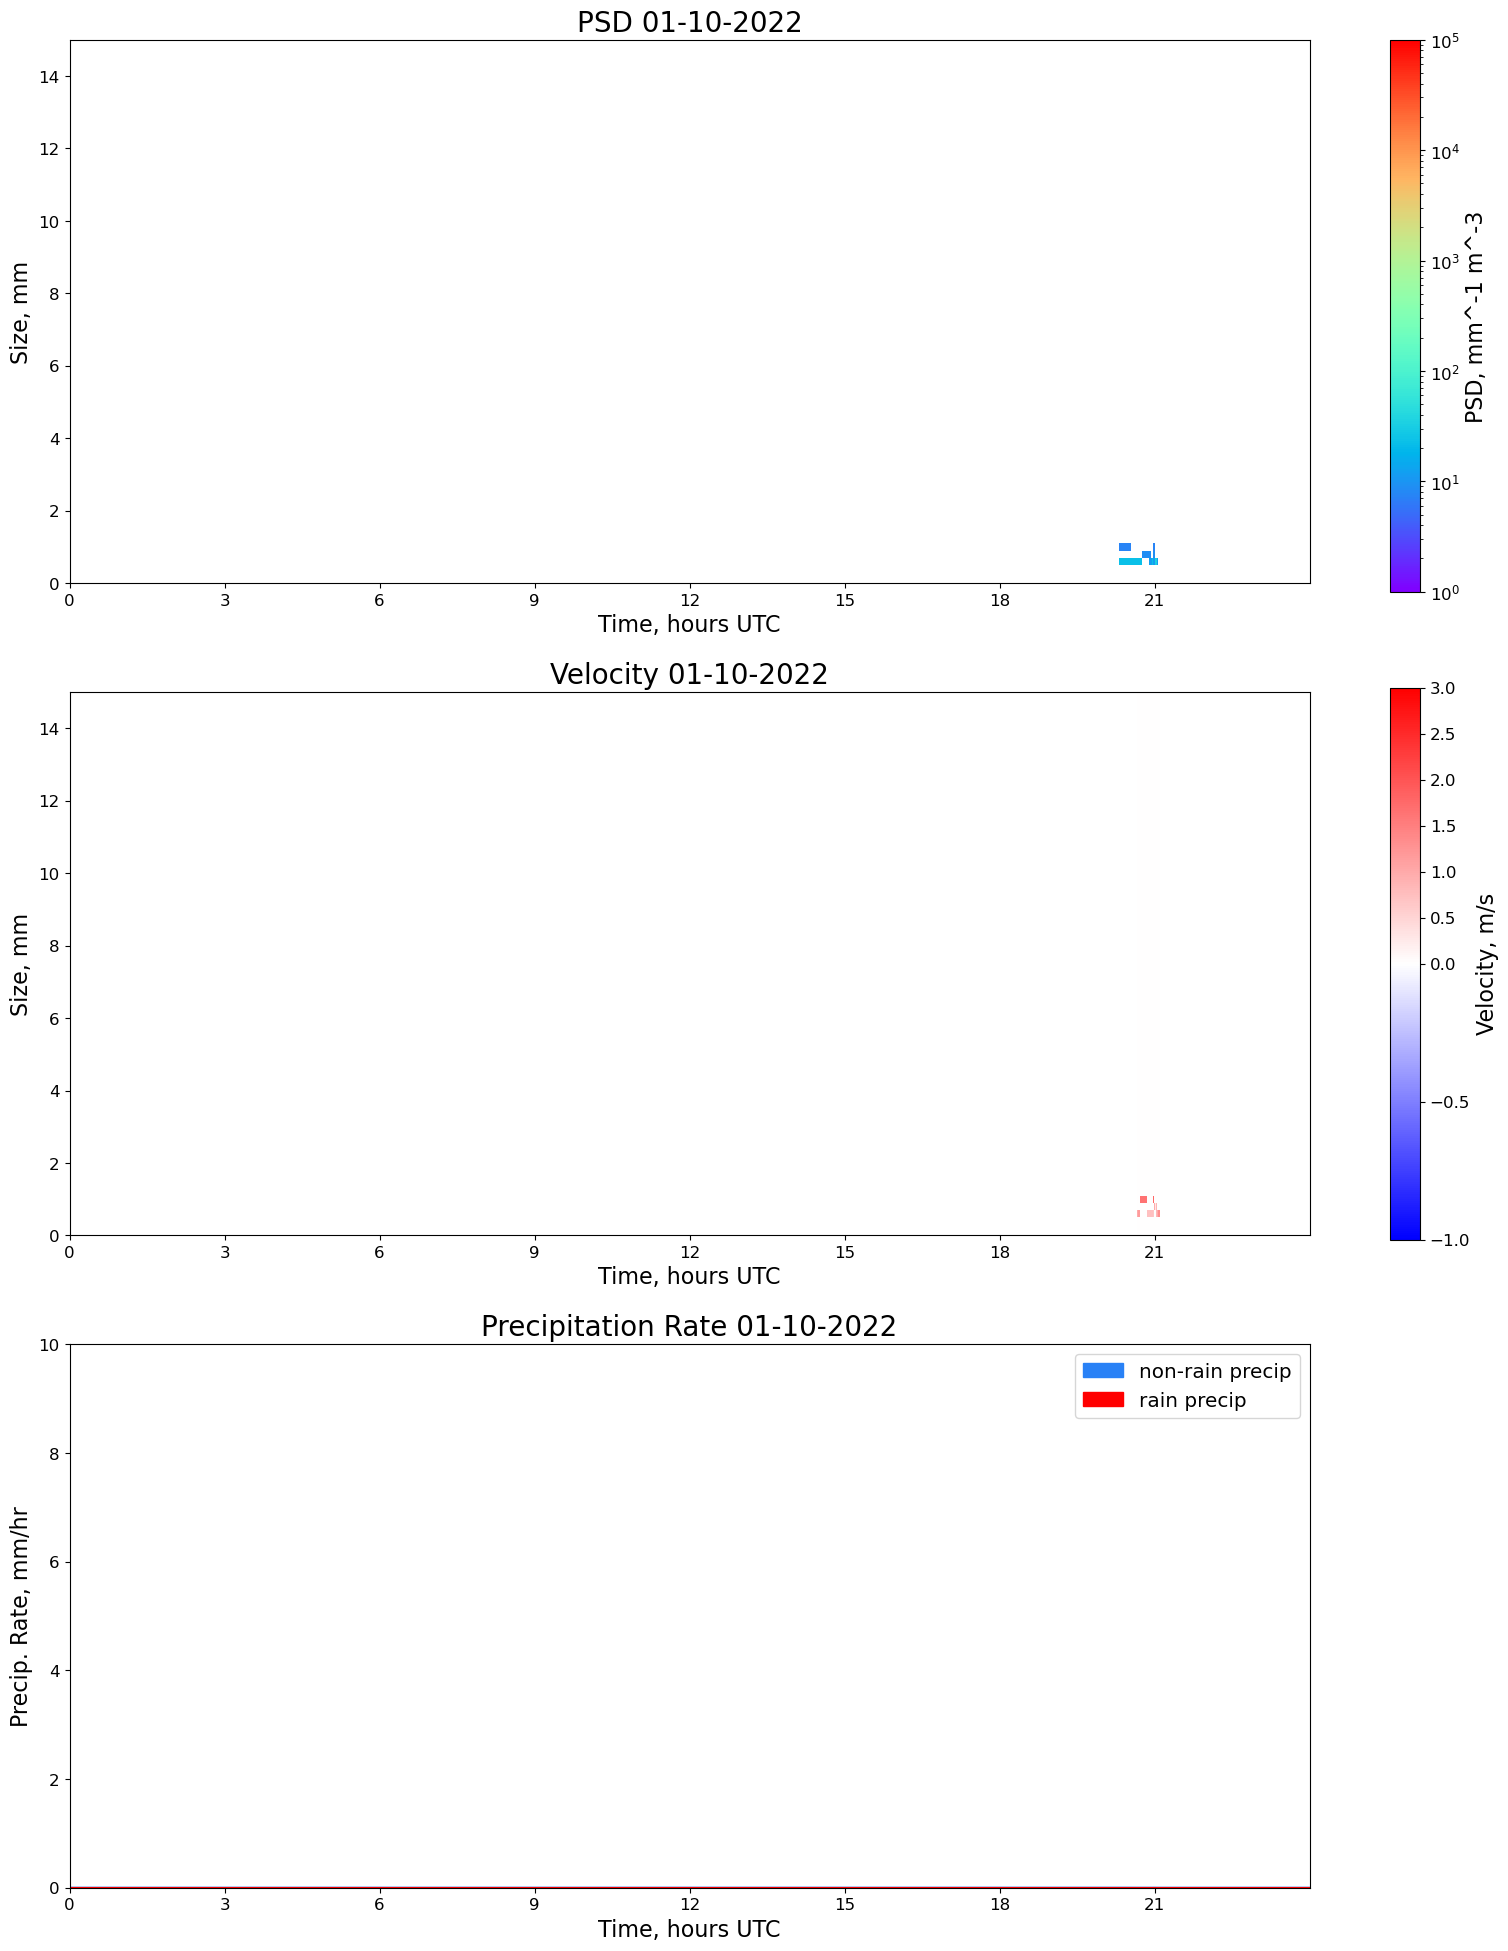 PSD 01-10-2022
Size, mm
14
12
10
8
6
4
2
0
0 3 6 9 12 15 18 21
Time, hours UTC
10^5
10^4
10^3
10^2
10^1
10^0
PSD, mm^-1 m^-3
Velocity 01-10-2022
Size, mm
14
12
10
8
6
4
2
0
0 3 6 9 12 15 18 21
Time, hours UTC
3.0
2.5
2.0
1.5
1.0
0.5
0.0
−0.5
−1.0
Velocity, m/s
Precipitation Rate 01-10-2022
Precip. Rate, mm/hr
10
8
6
4
2
0
0 3 6 9 12 15 18 21
Time, hours UTC
non-rain precip
rain precip